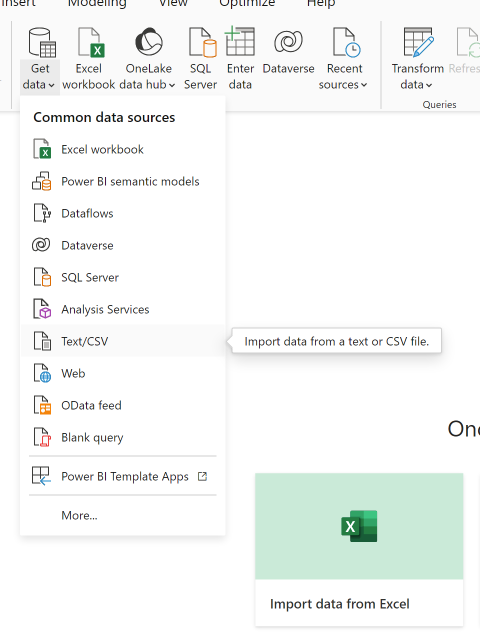 Insert Modeling View Optimize Help
Get data
Excel workbook
OneLake data hub
SQL Server
Enter data
Dataverse
Recent sources
Transform data
Queries
Common data sources
Excel workbook
Power BI semantic models
Dataflows
Dataverse
SQL Server
Analysis Services
Text/CSV
Import data from a text or CSV file.
Web
OData feed
Blank query
Power BI Template Apps
More...
Import data from Excel